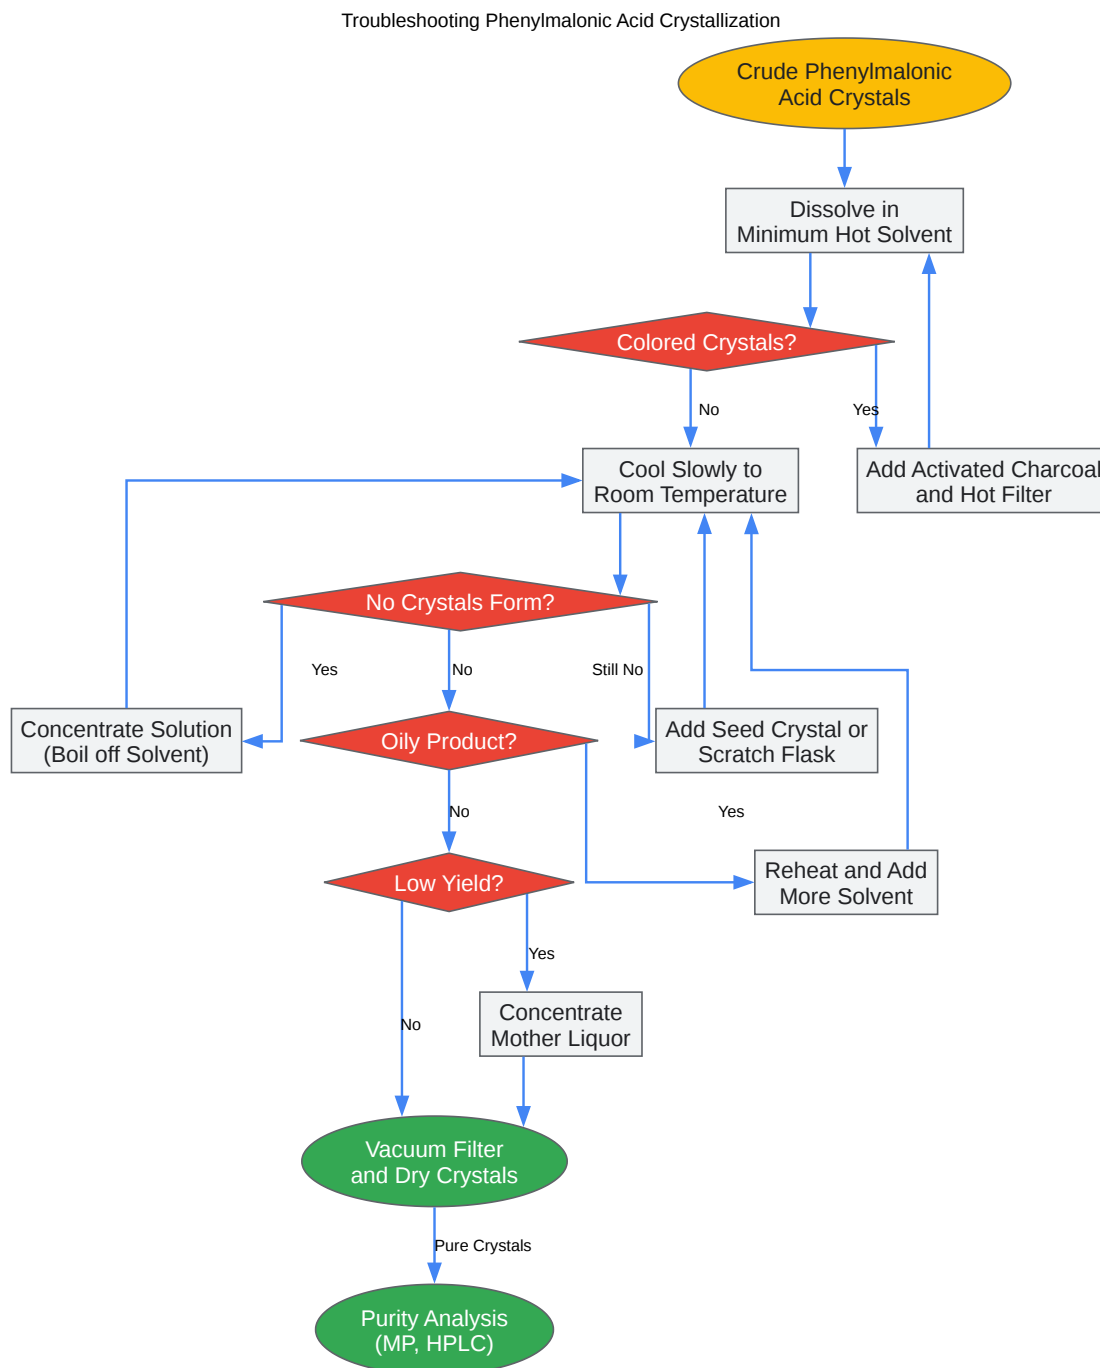 Troubleshooting Phenylmalonic Acid Crystallization
Crude Phenylmalonic
Acid Crystals
Dissolve in
Minimum Hot Solvent
Colored Crystals?
No
Yes
Cool Slowly to
Room Temperature
Add Activated Charcoal
and Hot Filter
No Crystals Form?
Yes
No
Still No
Concentrate Solution
(Boil off Solvent)
Oily Product?
Add Seed Crystal or
Scratch Flask
No
Yes
Low Yield?
Reheat and Add
More Solvent
Yes
Concentrate
Mother Liquor
No
Vacuum Filter
and Dry Crystals
Pure Crystals
Purity Analysis
(MP, HPLC)